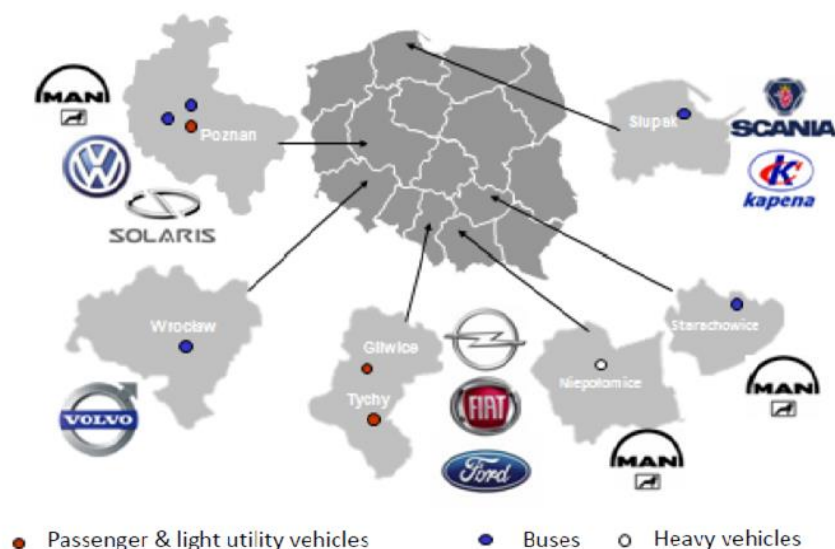 MAN
Poznan
SOLARIS
SCANIA
Słupsk
kapena
Wrocław
VOLVO
Gliwice
Tychy
FIAT
Ford
Niepołomice
MAN
Starachowice
MAN
Passenger & light utility vehicles
Buses
Heavy vehicles